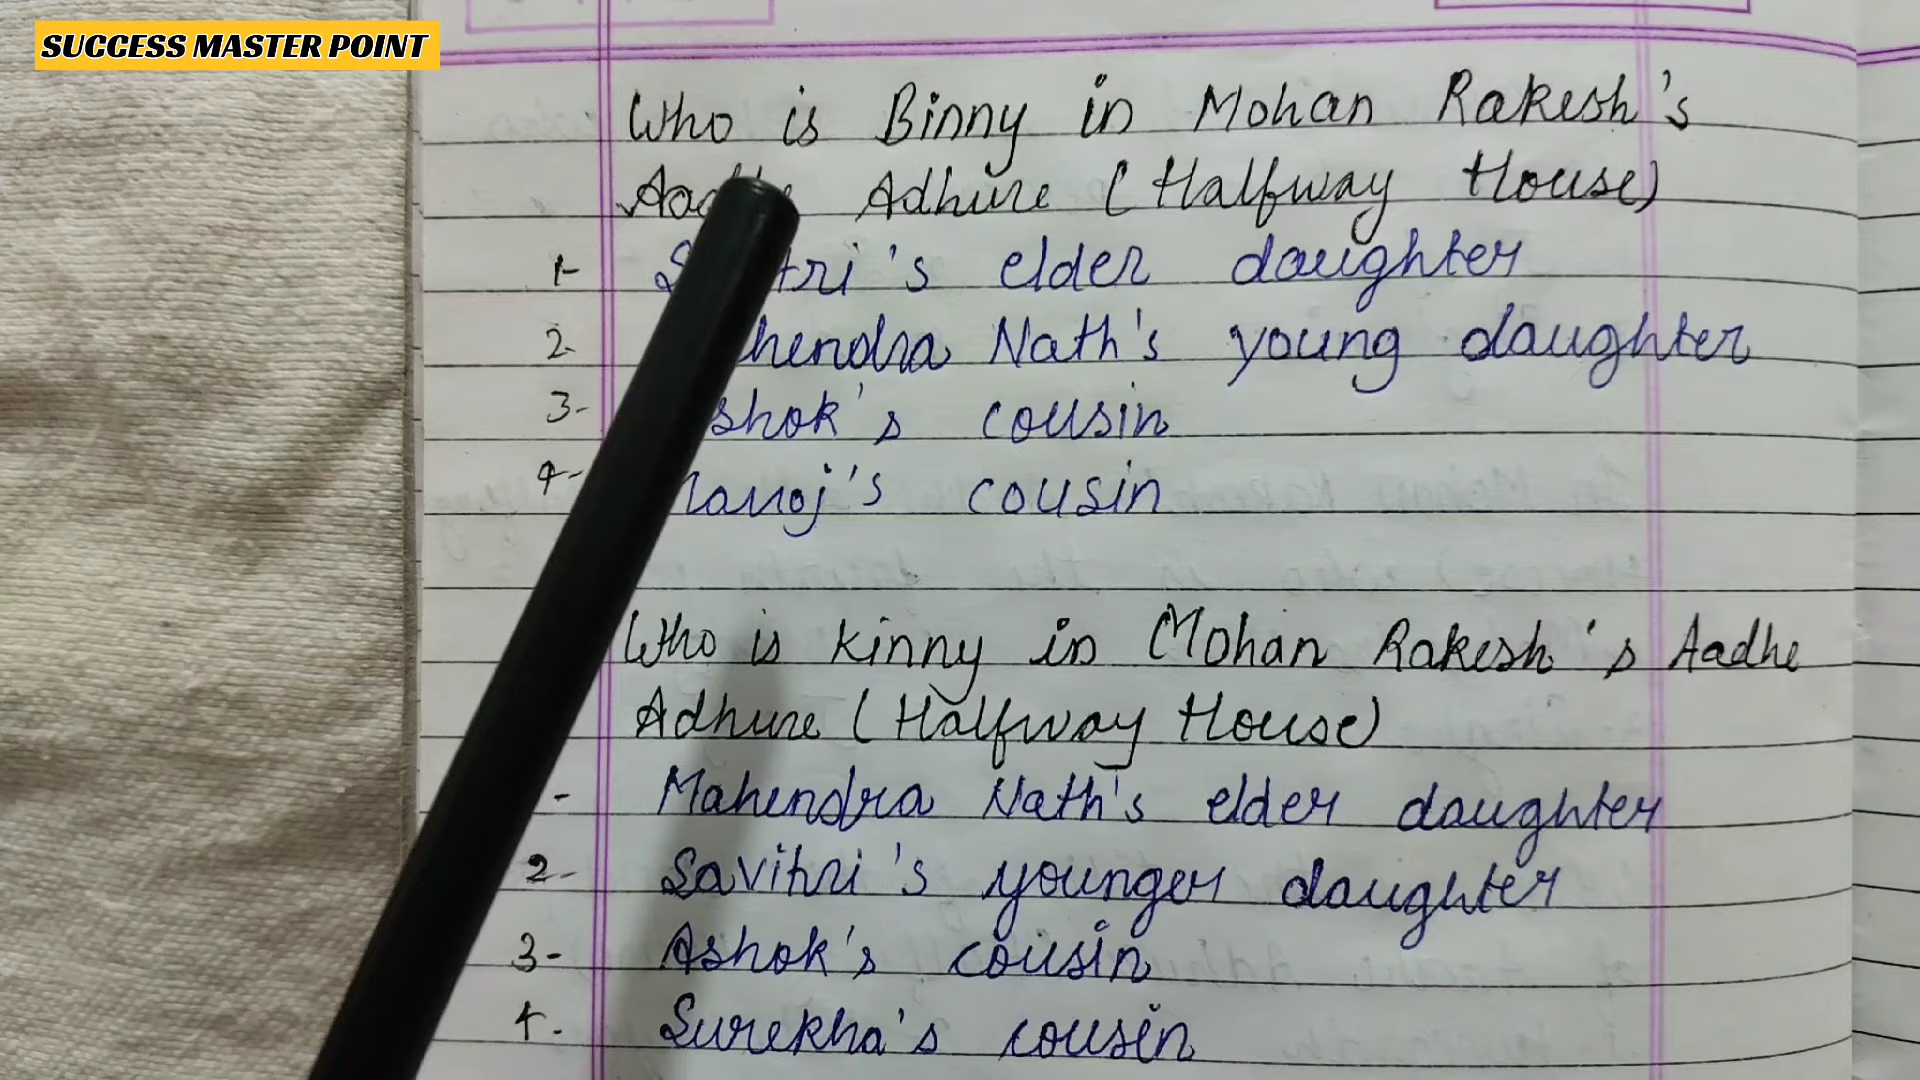 SUCCESS MASTER POINT
Who is Binny in Mohan Rakesh's
Adhure (Halfway House)
1- elder daughter
2- Nath's young daughter
3- cousin
4- cousin
Who is Kinny in Mohan Rakesh's Aadhe
Adhure (Halfway House)
- Mahendra Nath's elder daughter
2- Savitri's younger daughter
3- Ashok's cousin
4- Surekha's cousin